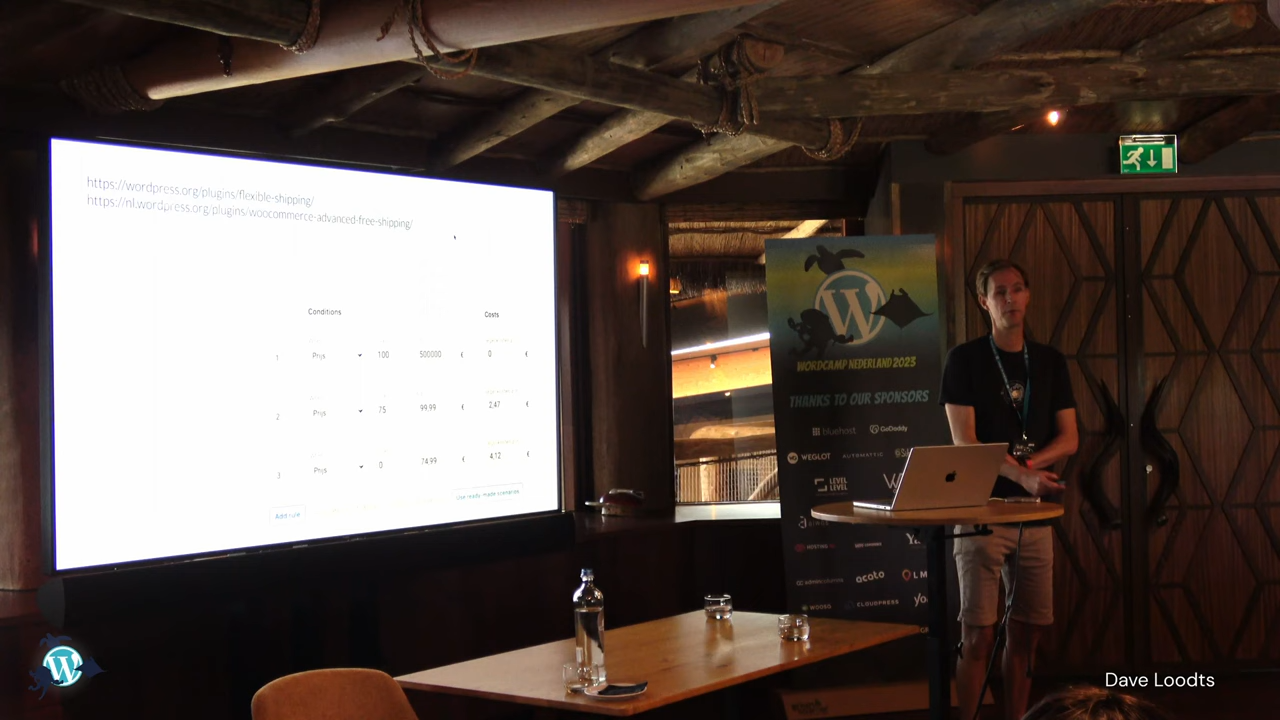 https://wordpress.org/plugins/flexible-shipping/
https://nl.wordpress.org/plugins/woocommerce-advanced-free-shipping/
Conditions Costs
1 Prijs 100 500000 € 0 €
2 Prijs 75 99,99 € 2,47 €
3 Prijs 0 74,99 € 4,12 €
Add rule Use ready-made scenarios
WORDCAMP NEDERLAND 2023
THANKS TO OUR SPONSORS
bluehost GoDaddy
WEGLOT AUTOMATTIC
LEVEL
LEVEL
acato
CLOUDPRESS
Dave Loodts